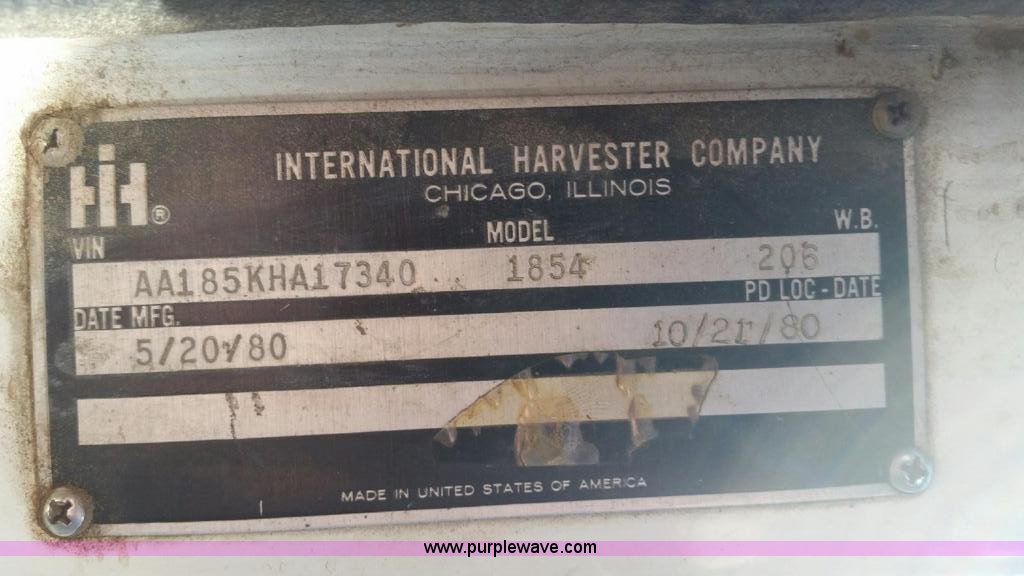 INTERNATIONAL HARVESTER COMPANY
CHICAGO, ILLINOIS
IH ®
VIN MODEL W.B.
AA185KHA17340 1854 206
DATE MFG. PD LOC - DATE
5/20/80 10/21/80
MADE IN UNITED STATES OF AMERICA
www.purplewave.com